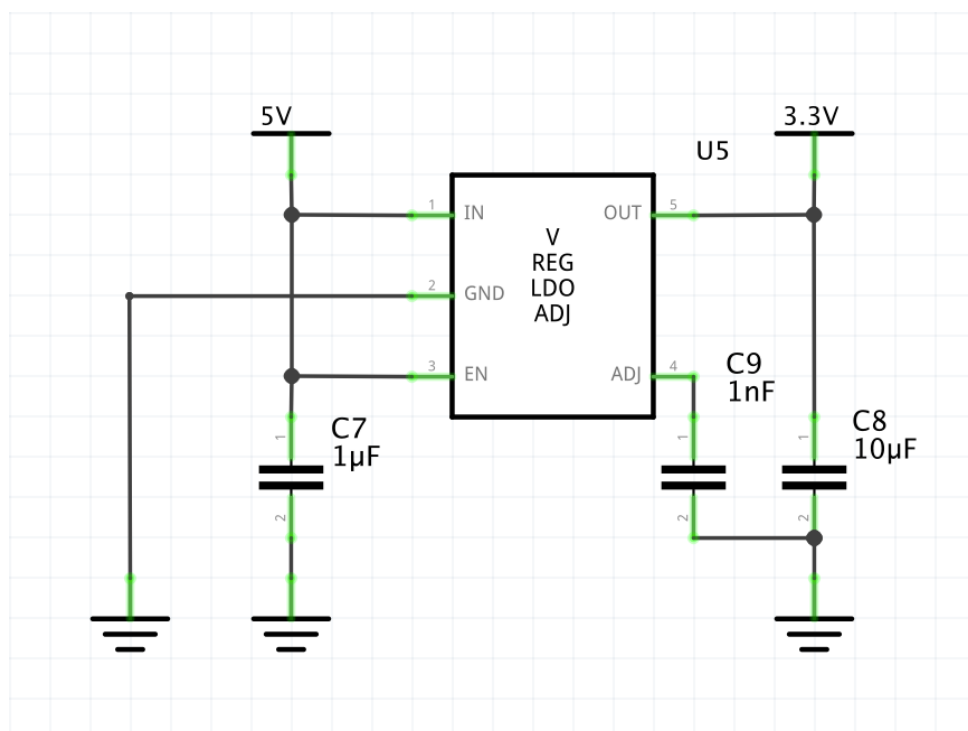 5V
3.3V
U5
1
IN
OUT
5
V
REG
LDO
ADJ
2
GND
3
EN
ADJ
4
C9
1nF
C7
1µF
C8
10µF
1
1
1
2
2
2